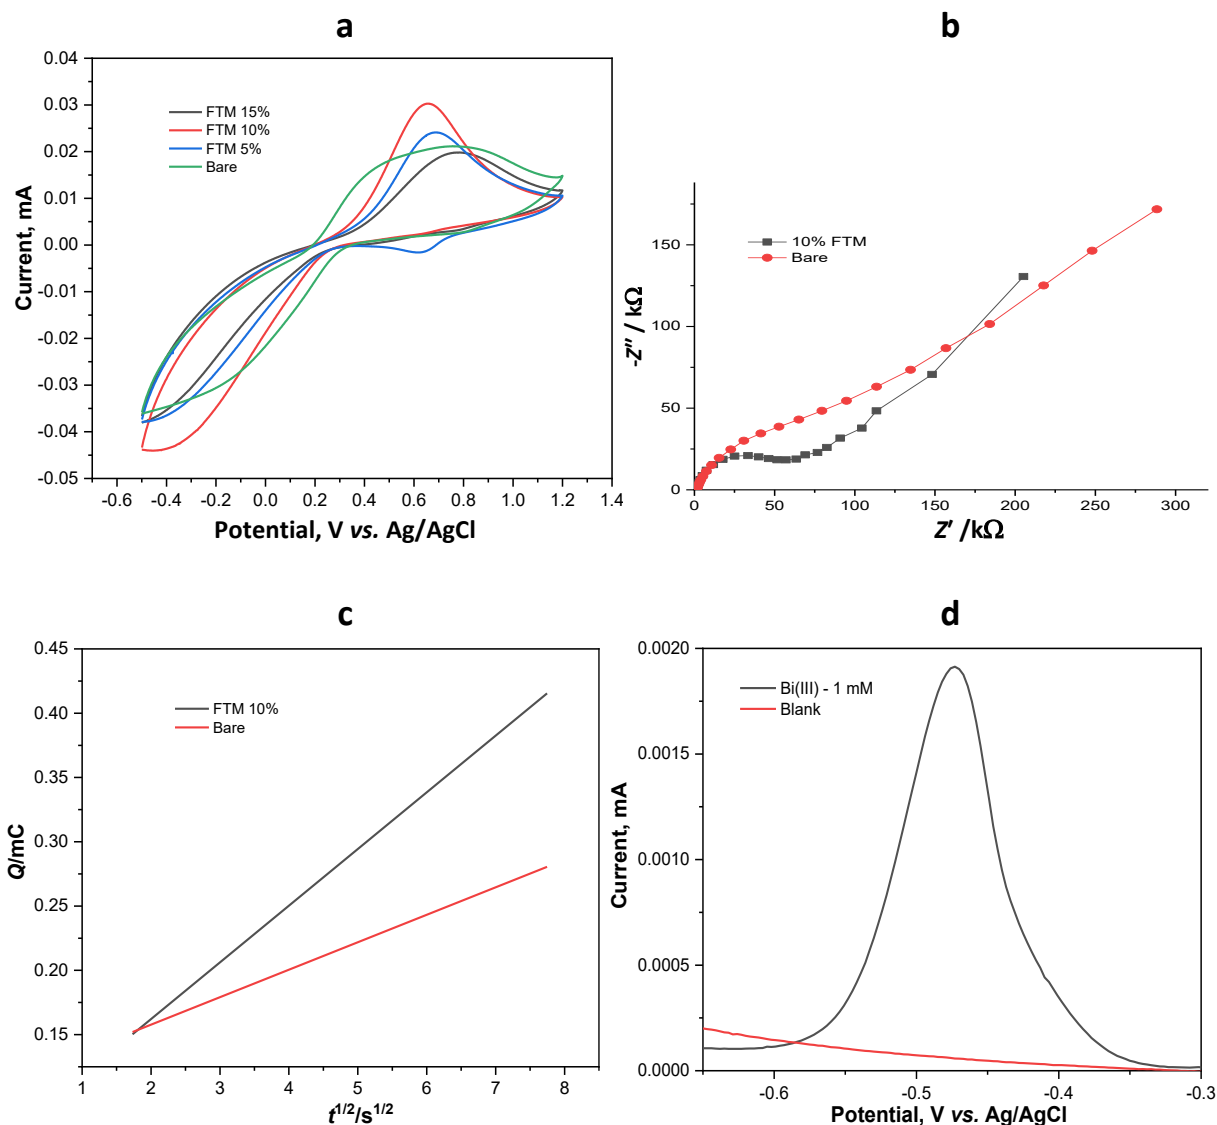 a
0.04
0.03
0.02
0.01
0.00
-0.01
-0.02
-0.03
-0.04
-0.05
Current, mA
FTM 15%
FTM 10%
FTM 5%
Bare
-0.6 -0.4 -0.2 0.0 0.2 0.4 0.6 0.8 1.0 1.2 1.4
Potential, V vs. Ag/AgCl
b
150
100
50
0
-Z″ / kΩ
10% FTM
Bare
0 50 100 150 200 250 300
Z′ /kΩ
c
0.45
0.40
0.35
0.30
0.25
0.20
0.15
Q/mC
FTM 10%
Bare
1 2 3 4 5 6 7 8
t^1/2/s^1/2
d
0.0020
0.0015
0.0010
0.0005
0.0000
Current, mA
Bi(III) - 1 mM
Blank
-0.6 -0.5 -0.4 -0.3
Potential, V vs. Ag/AgCl